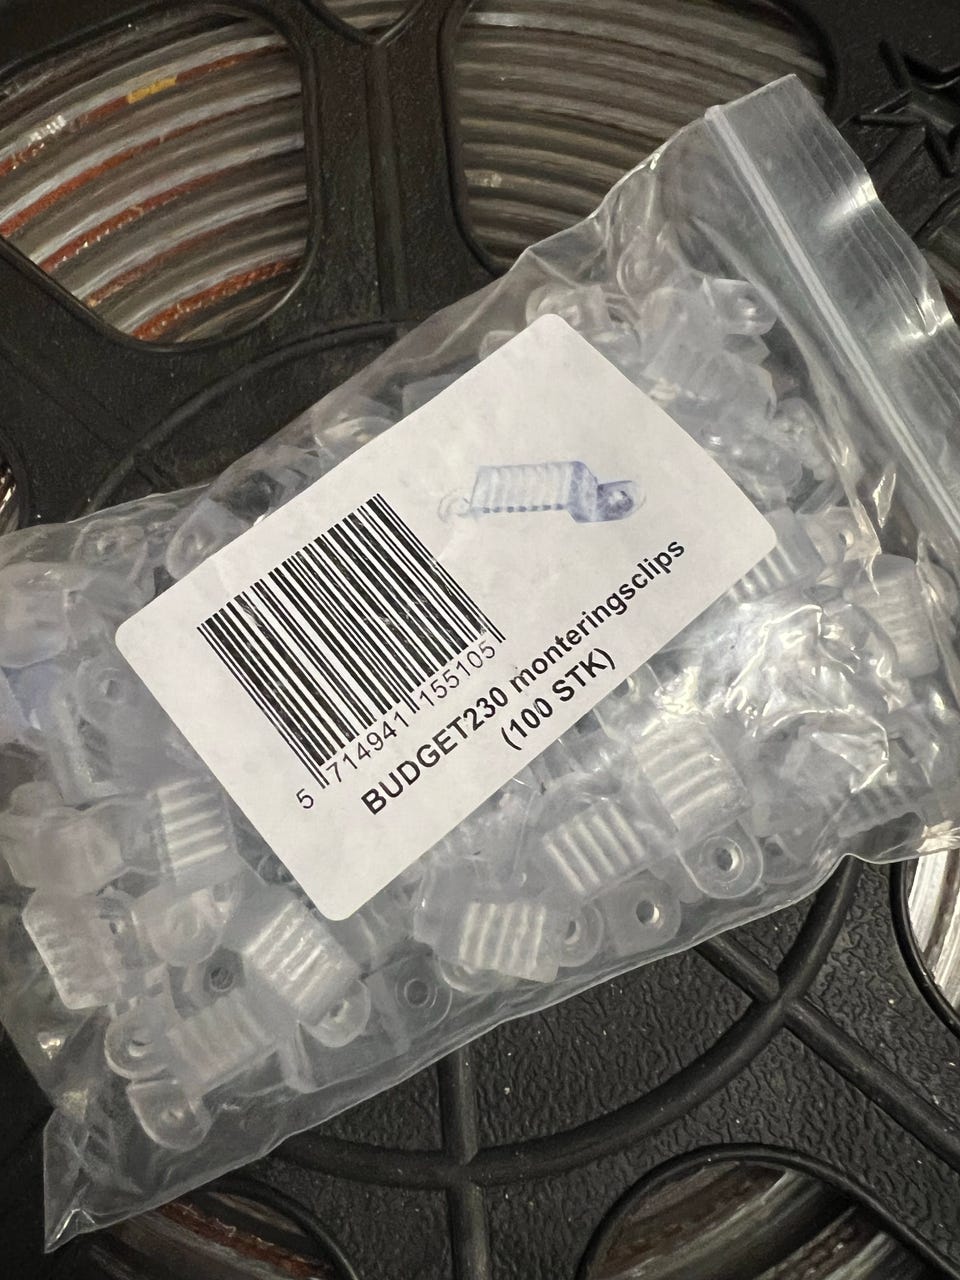 5 714941 155105
BUDGET230 monteringsclips
(100 STK)